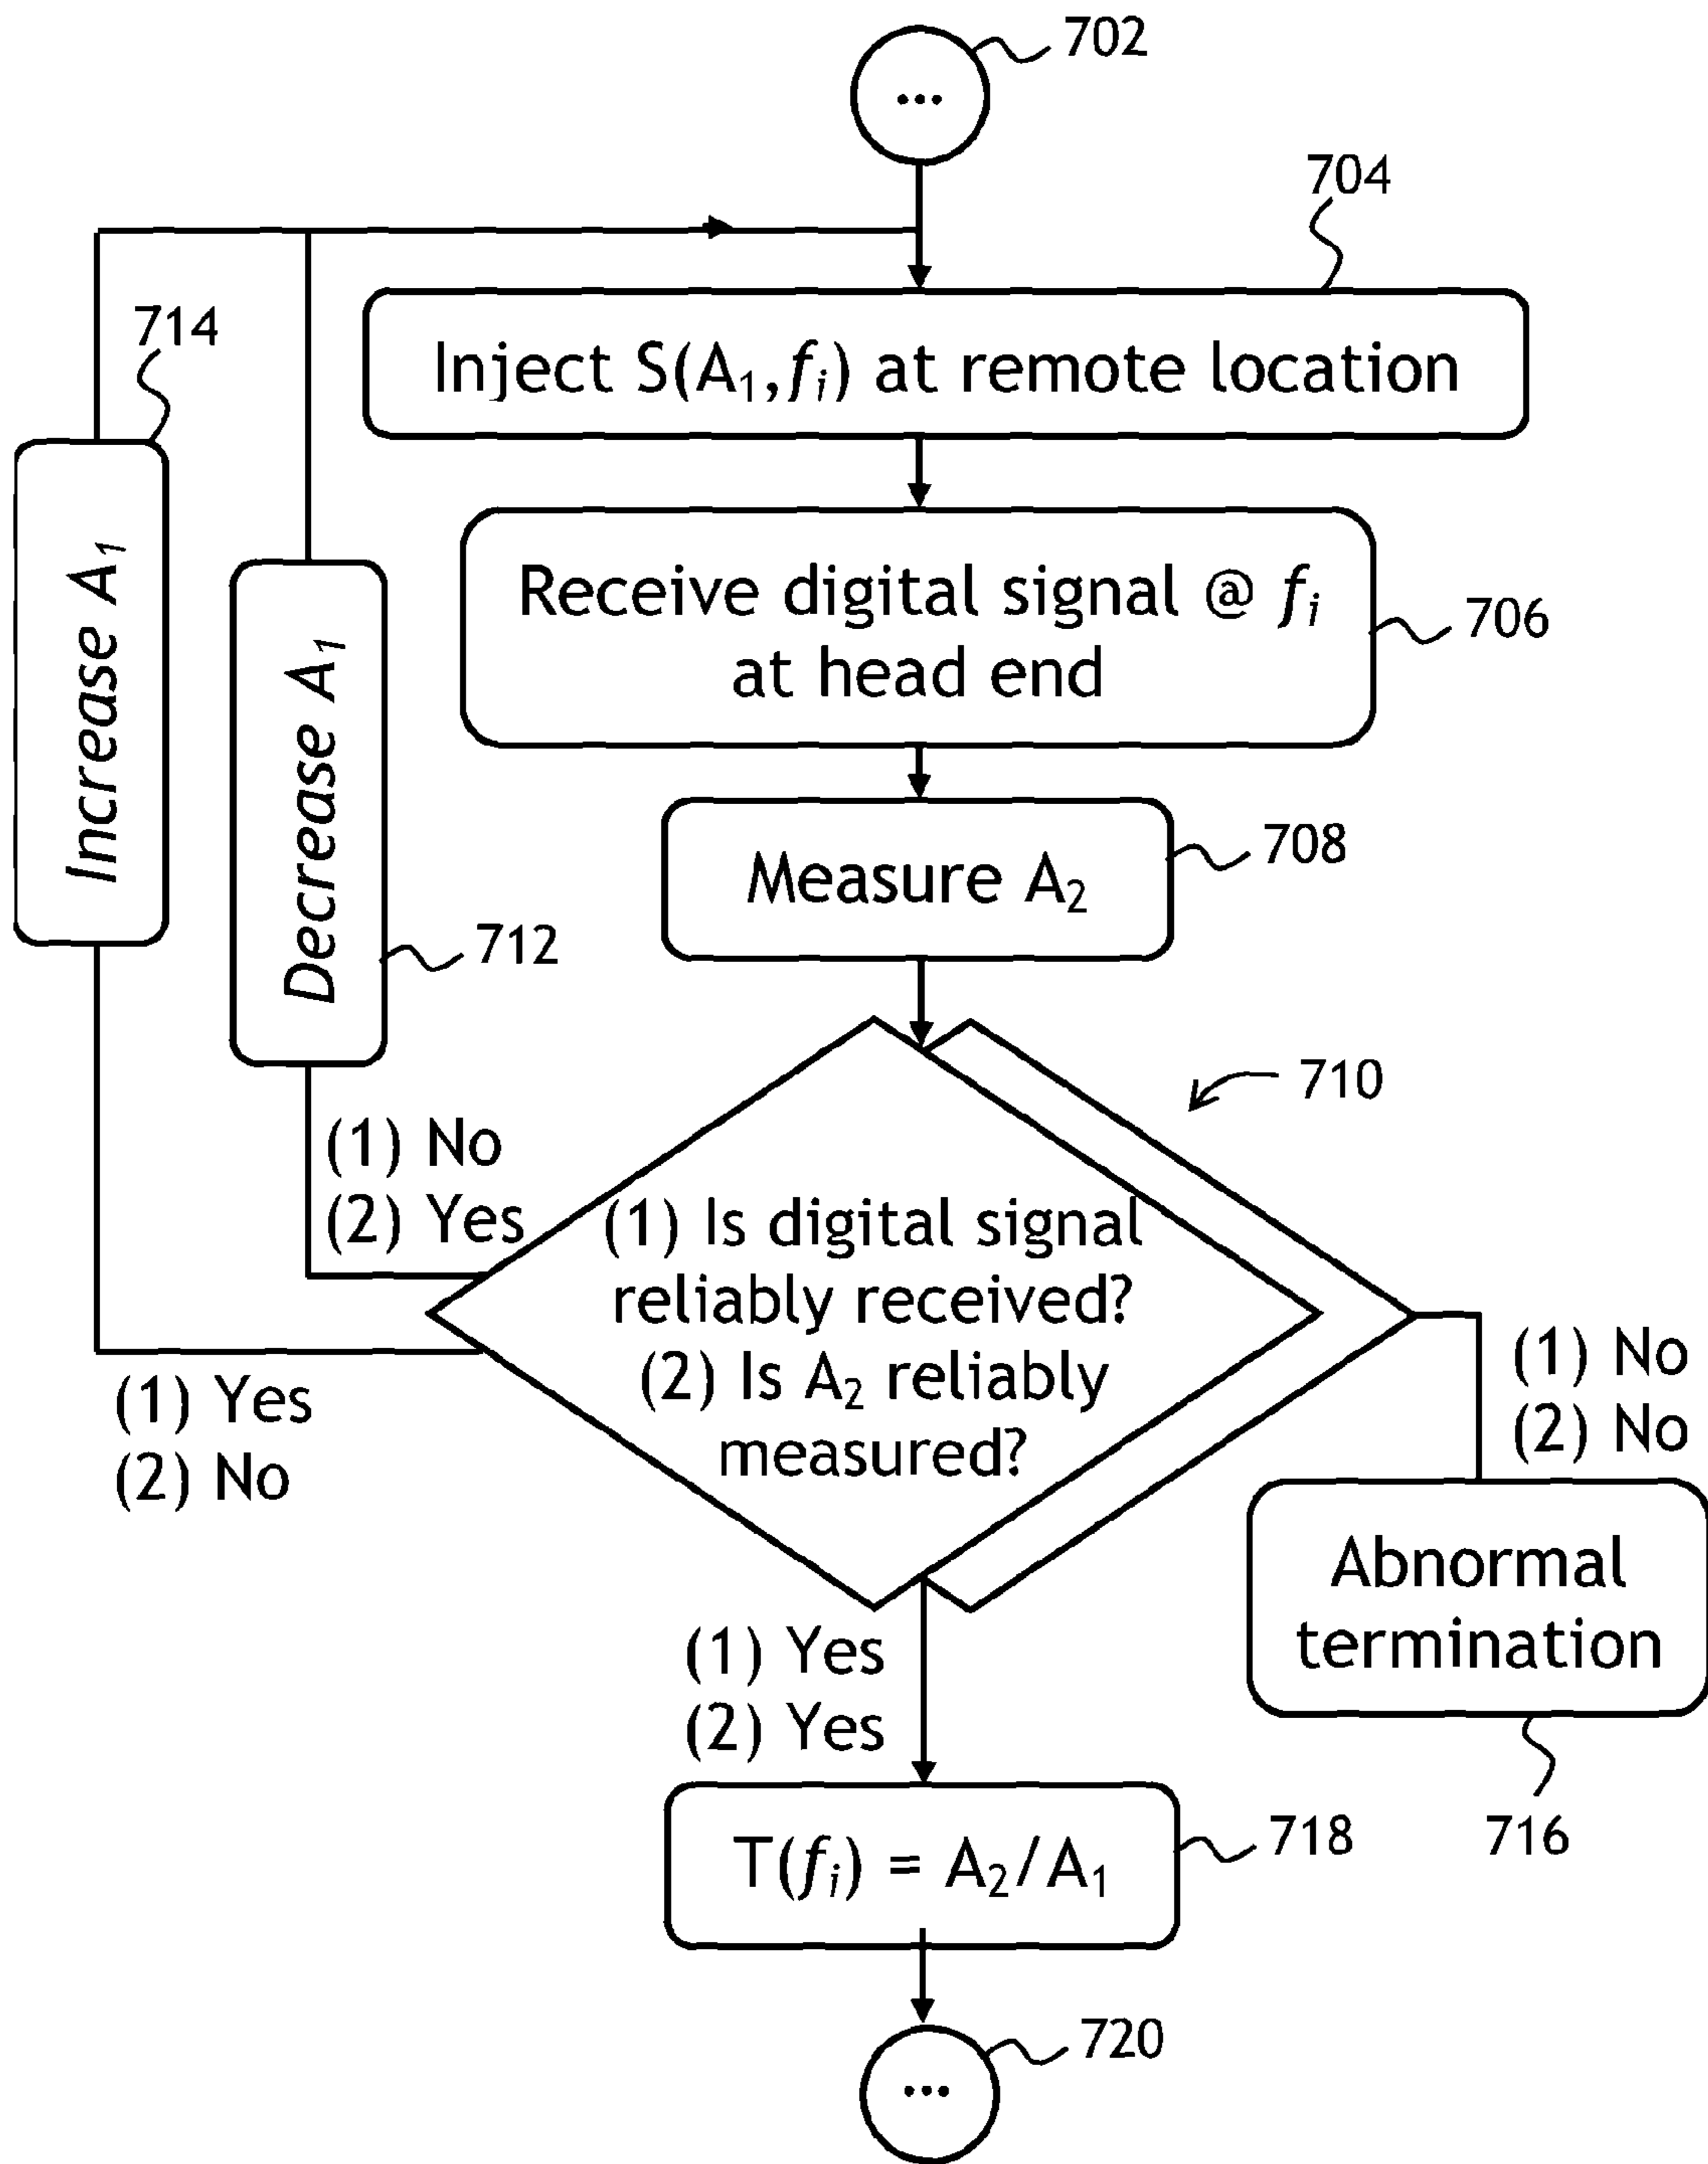 702
...
704
Inject S(A₁,fᵢ) at remote location
714
Increase A₁
Receive digital signal @ fᵢ
at head end
706
Decrease A₁
712
Measure A₂
708
710
(1) No
(2) Yes
(1) Is digital signal
reliably received?
(2) Is A₂ reliably
measured?
(1) Yes
(2) No
(1) No
(2) No
Abnormal
termination
716
(1) Yes
(2) Yes
T(fᵢ) = A₂/A₁
718
720
...